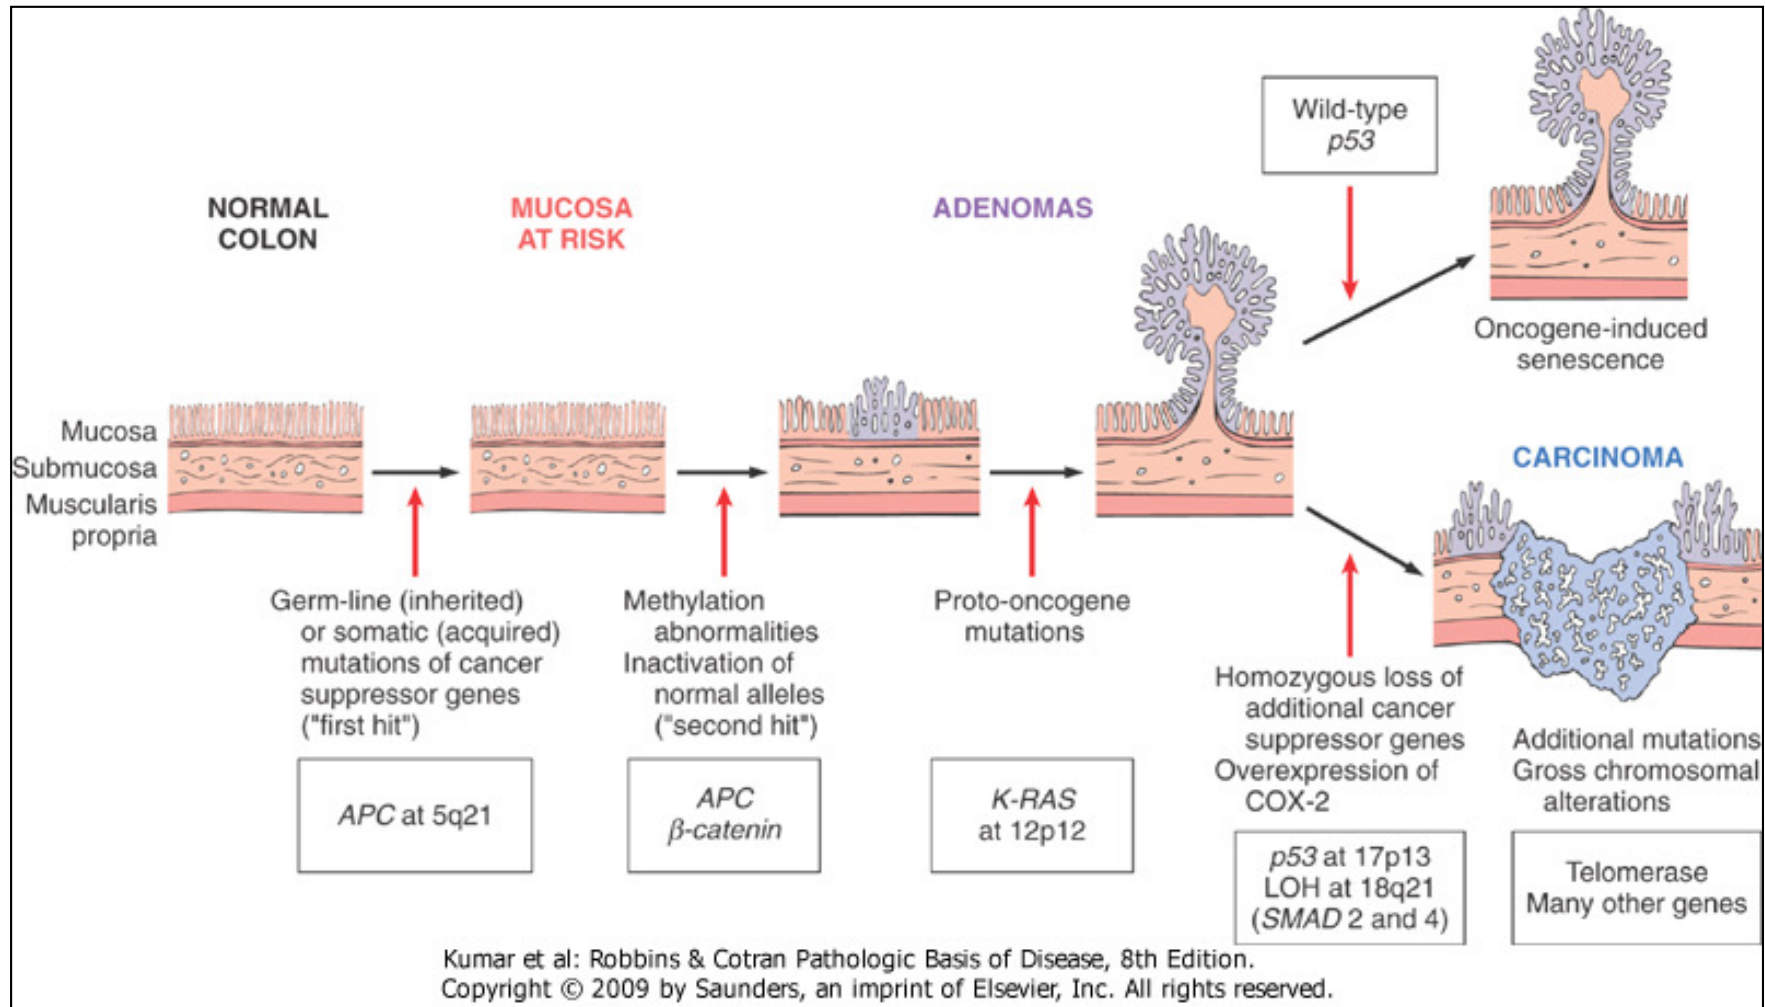 NORMAL
COLON
MUCOSA
AT RISK
ADENOMAS
Wild-type
p53
Oncogene-induced
senescence
CARCINOMA
Mucosa
Submucosa
Muscularis
propria
Germ-line (inherited)
or somatic (acquired)
mutations of cancer
suppressor genes
("first hit")
APC at 5q21
Methylation
abnormalities
Inactivation of
normal alleles
("second hit")
APC
β-catenin
Proto-oncogene
mutations
K-RAS
at 12p12
Homozygous loss of
additional cancer
suppressor genes
Overexpression of
COX-2
p53 at 17p13
LOH at 18q21
(SMAD 2 and 4)
Additional mutations
Gross chromosomal
alterations
Telomerase
Many other genes
Kumar et al: Robbins & Cotran Pathologic Basis of Disease, 8th Edition.
Copyright © 2009 by Saunders, an imprint of Elsevier, Inc. All rights reserved.